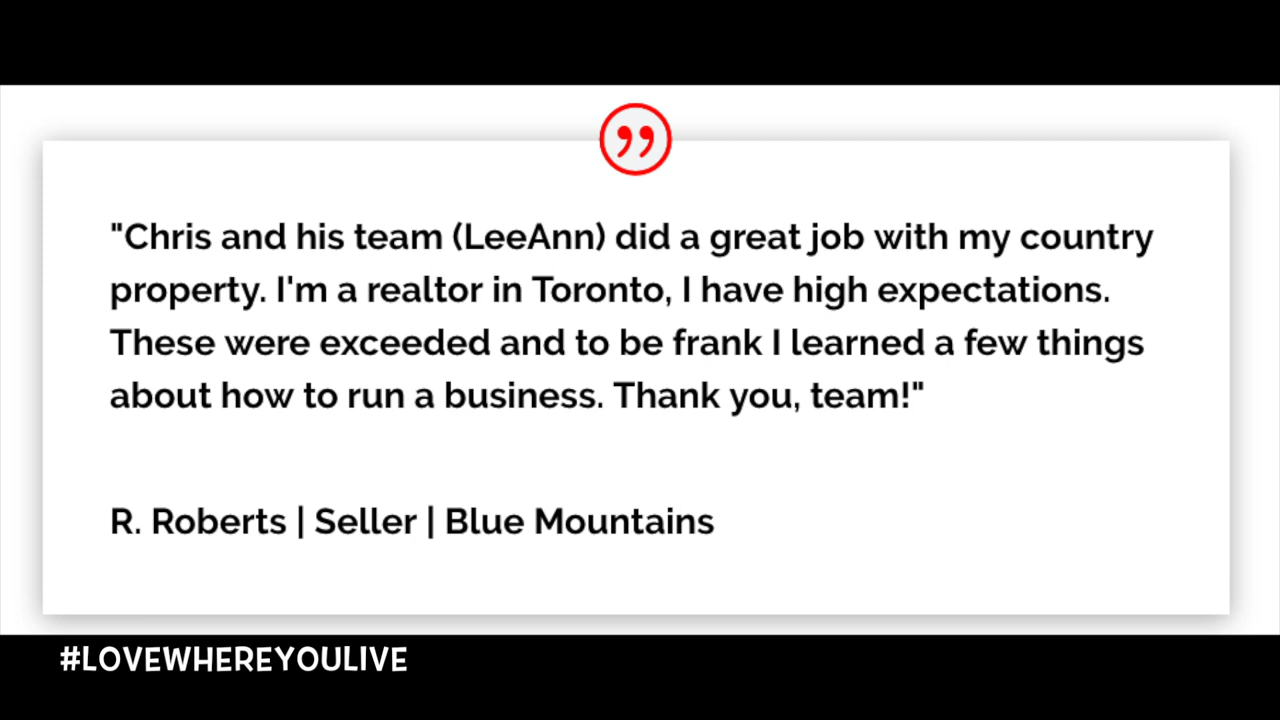 "Chris and his team (LeeAnn) did a great job with my country
property. I'm a realtor in Toronto, I have high expectations.
These were exceeded and to be frank I learned a few things
about how to run a business. Thank you, team!"
R. Roberts | Seller | Blue Mountains
#LOVEWHEREYOULIVE